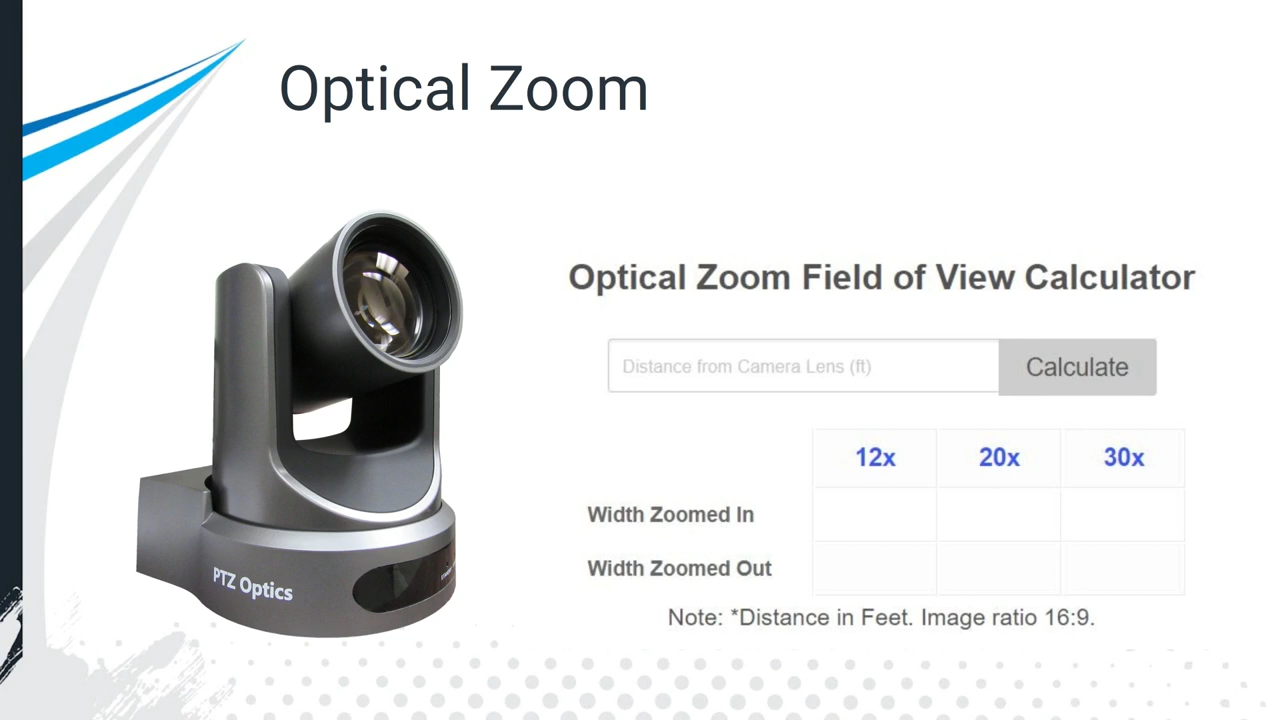 Optical Zoom
Optical Zoom Field of View Calculator
Distance from Camera Lens (ft)
Calculate
12x 20x 30x
Width Zoomed In
Width Zoomed Out
Note: *Distance in Feet. Image ratio 16:9.
PTZ Optics